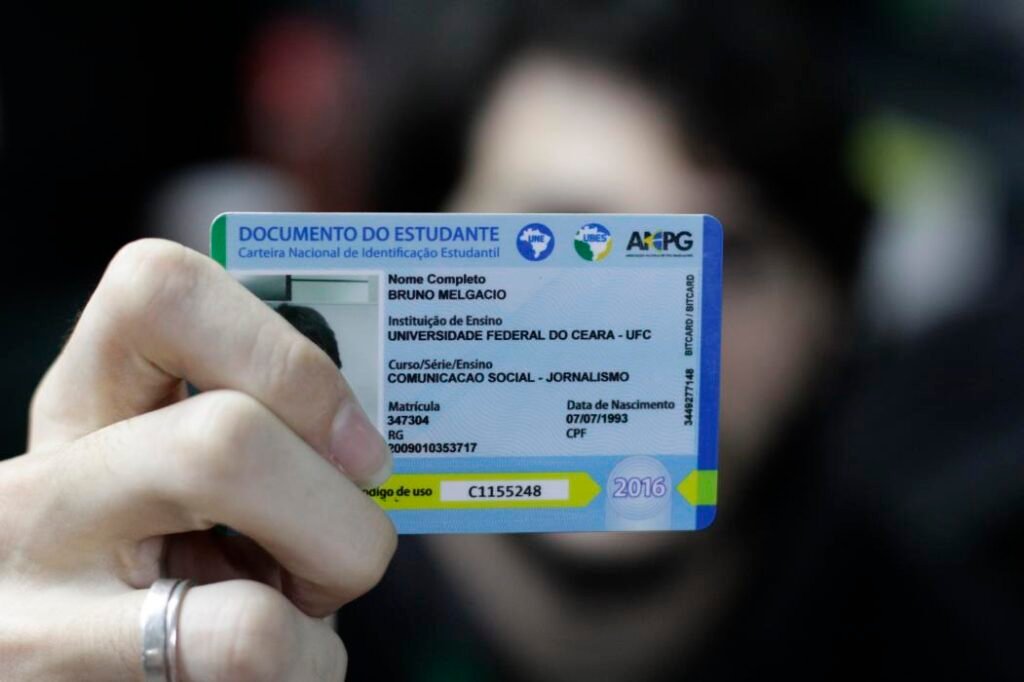 DOCUMENTO DO ESTUDANTE
Carteira Nacional de Identificação Estudantil
UNE
UBES
ANPG
Nome Completo
BRUNO MELGACIO
Instituição de Ensino
UNIVERSIDADE FEDERAL DO CEARA - UFC
Curso/Série/Ensino
COMUNICACAO SOCIAL - JORNALISMO
Matrícula
347304
Data de Nascimento
07/07/1993
RG
2009010353717
CPF
3449277148 BITCARD / BITCARD
de uso
C1155248
2016